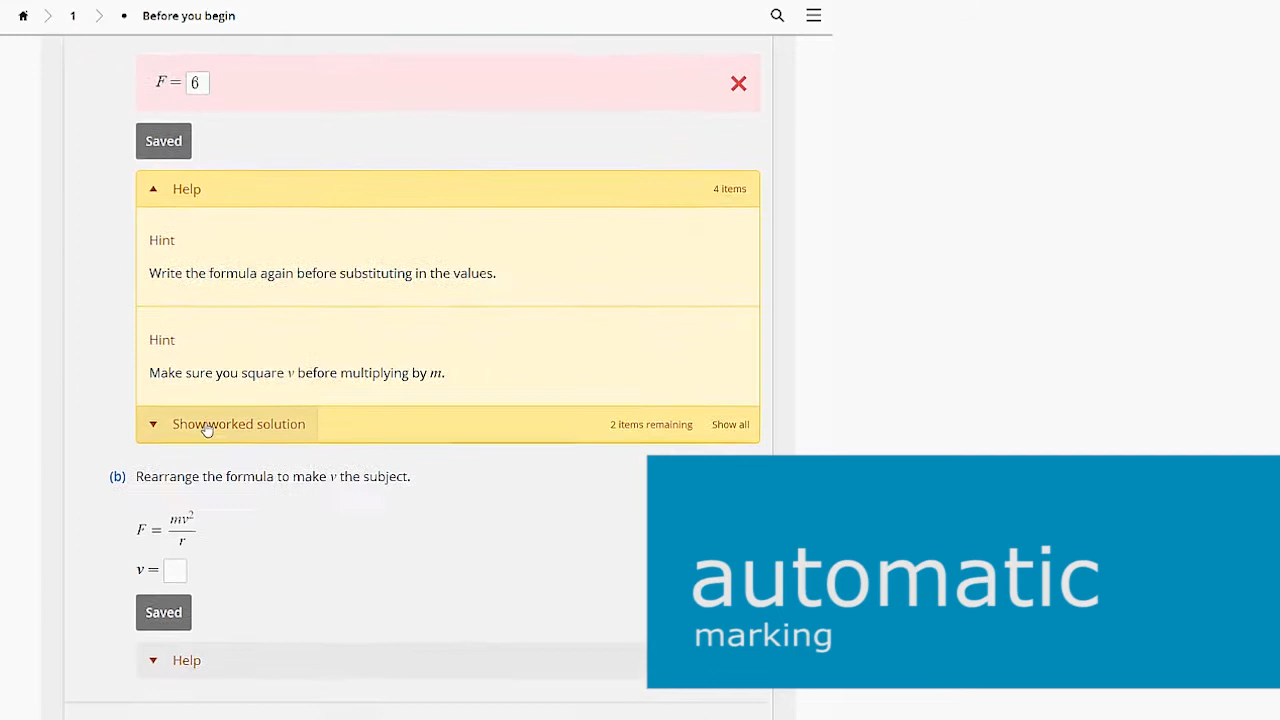 1 • Before you begin
F = 6
Saved
Help 4 items
Hint
Write the formula again before substituting in the values.
Hint
Make sure you square v before multiplying by m.
Show worked solution 2 items remaining Show all
(b) Rearrange the formula to make v the subject.
F = mv²/r
v =
Saved
Help
automatic
marking